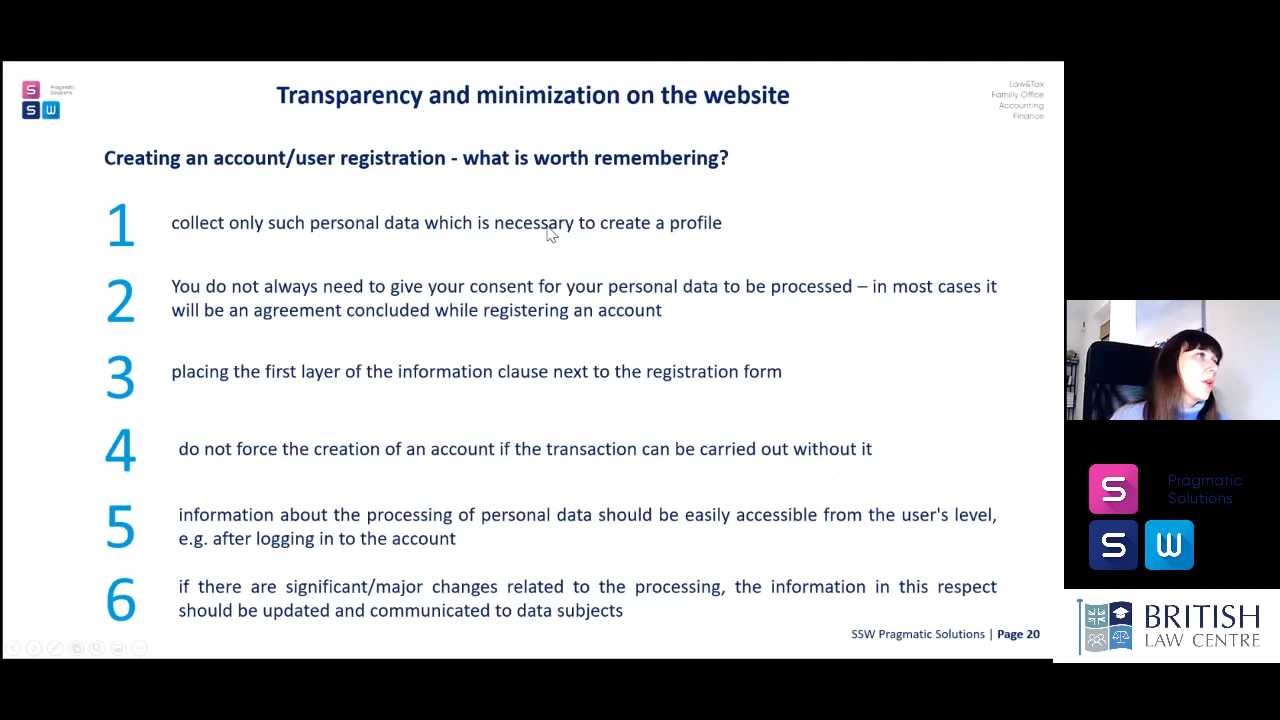 S
Pragmatic
Solutions
S W
Transparency and minimization on the website
Law&Tax
Familly Office
Accounting
Finance
Creating an account/user registration - what is worth remembering?
1 collect only such personal data which is necessary to create a profile
2 You do not always need to give your consent for your personal data to be processed – in most cases it
will be an agreement concluded while registering an account
3 placing the first layer of the information clause next to the registration form
4 do not force the creation of an account if the transaction can be carried out without it
5 information about the processing of personal data should be easily accessible from the user's level,
e.g. after logging in to the account
6 if there are significant/major changes related to the processing, the information in this respect
should be updated and communicated to data subjects
SSW Pragmatic Solutions | Page 20
S Pragmatic
Solutions
S W
BRITISH
LAW CENTRE